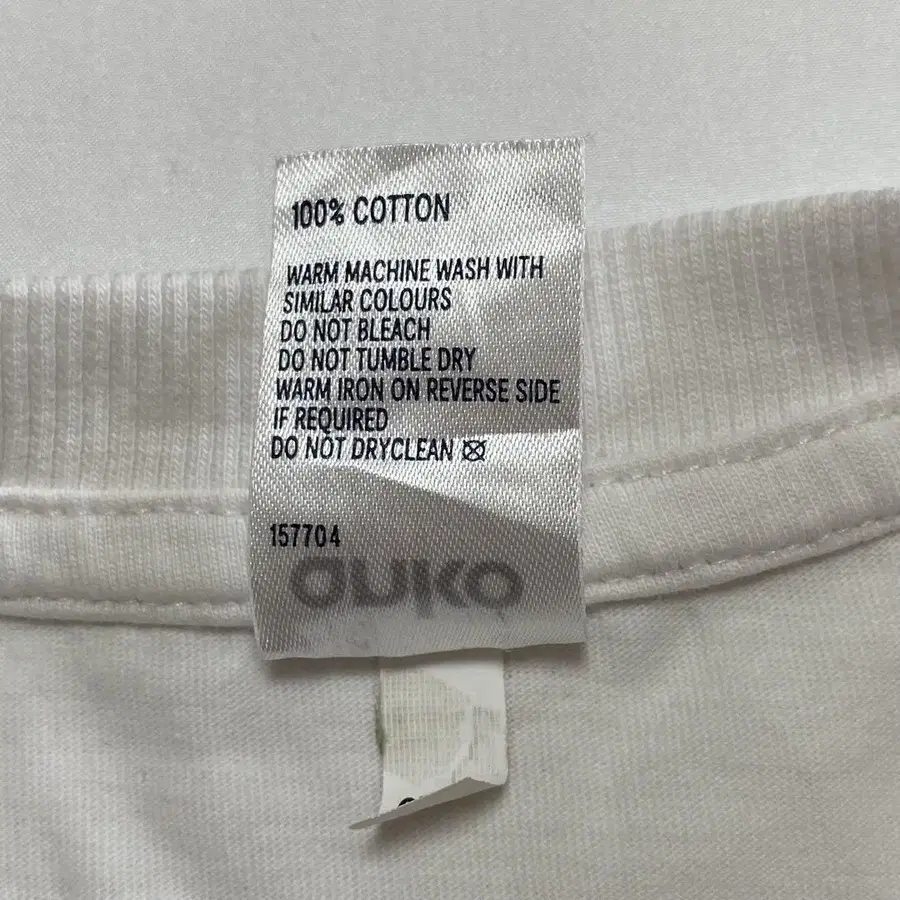 100% COTTON
WARM MACHINE WASH WITH
SIMILAR COLOURS
DO NOT BLEACH
DO NOT TUMBLE DRY
WARM IRON ON REVERSE SIDE
IF REQUIRED
DO NOT DRYCLEAN
157704